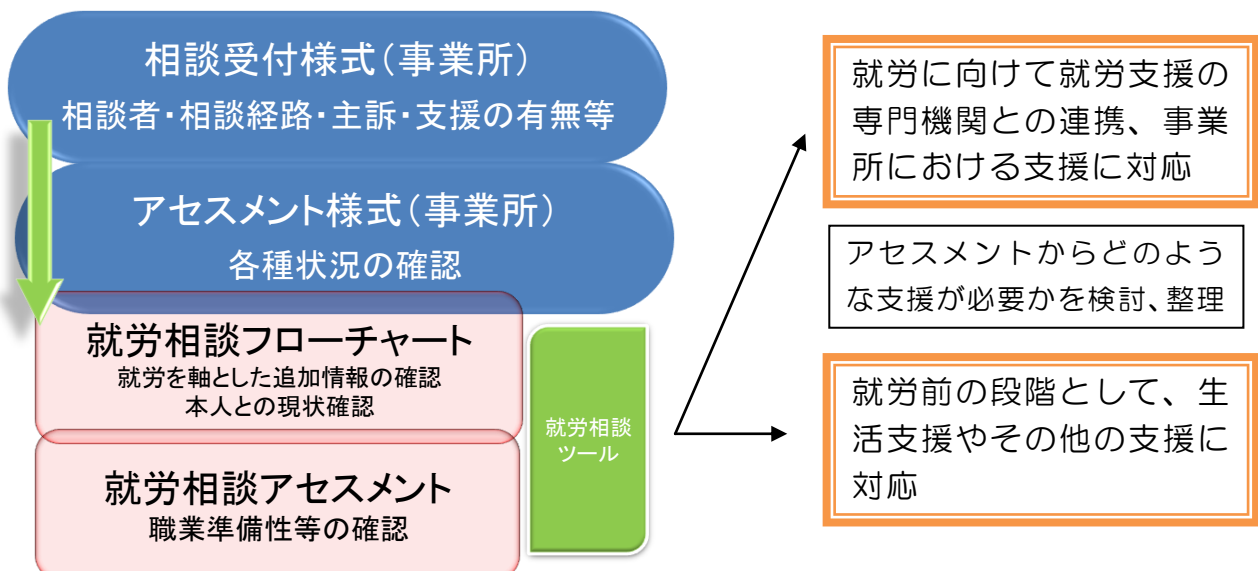 相談受付様式（事業所）
相談者・相談経路・主訴・支援の有無等
アセスメント様式（事業所）
各種状況の確認
就労相談フローチャート
就労を軸とした追加情報の確認
本人との現状確認
就労相談アセスメント
職業準備性等の確認
就労相談
ツール
就労に向けて就労支援の
専門機関との連携、事業
所における支援に対応
アセスメントからどのよう
な支援が必要かを検討、整理
就労前の段階として、生
活支援やその他の支援に
対応